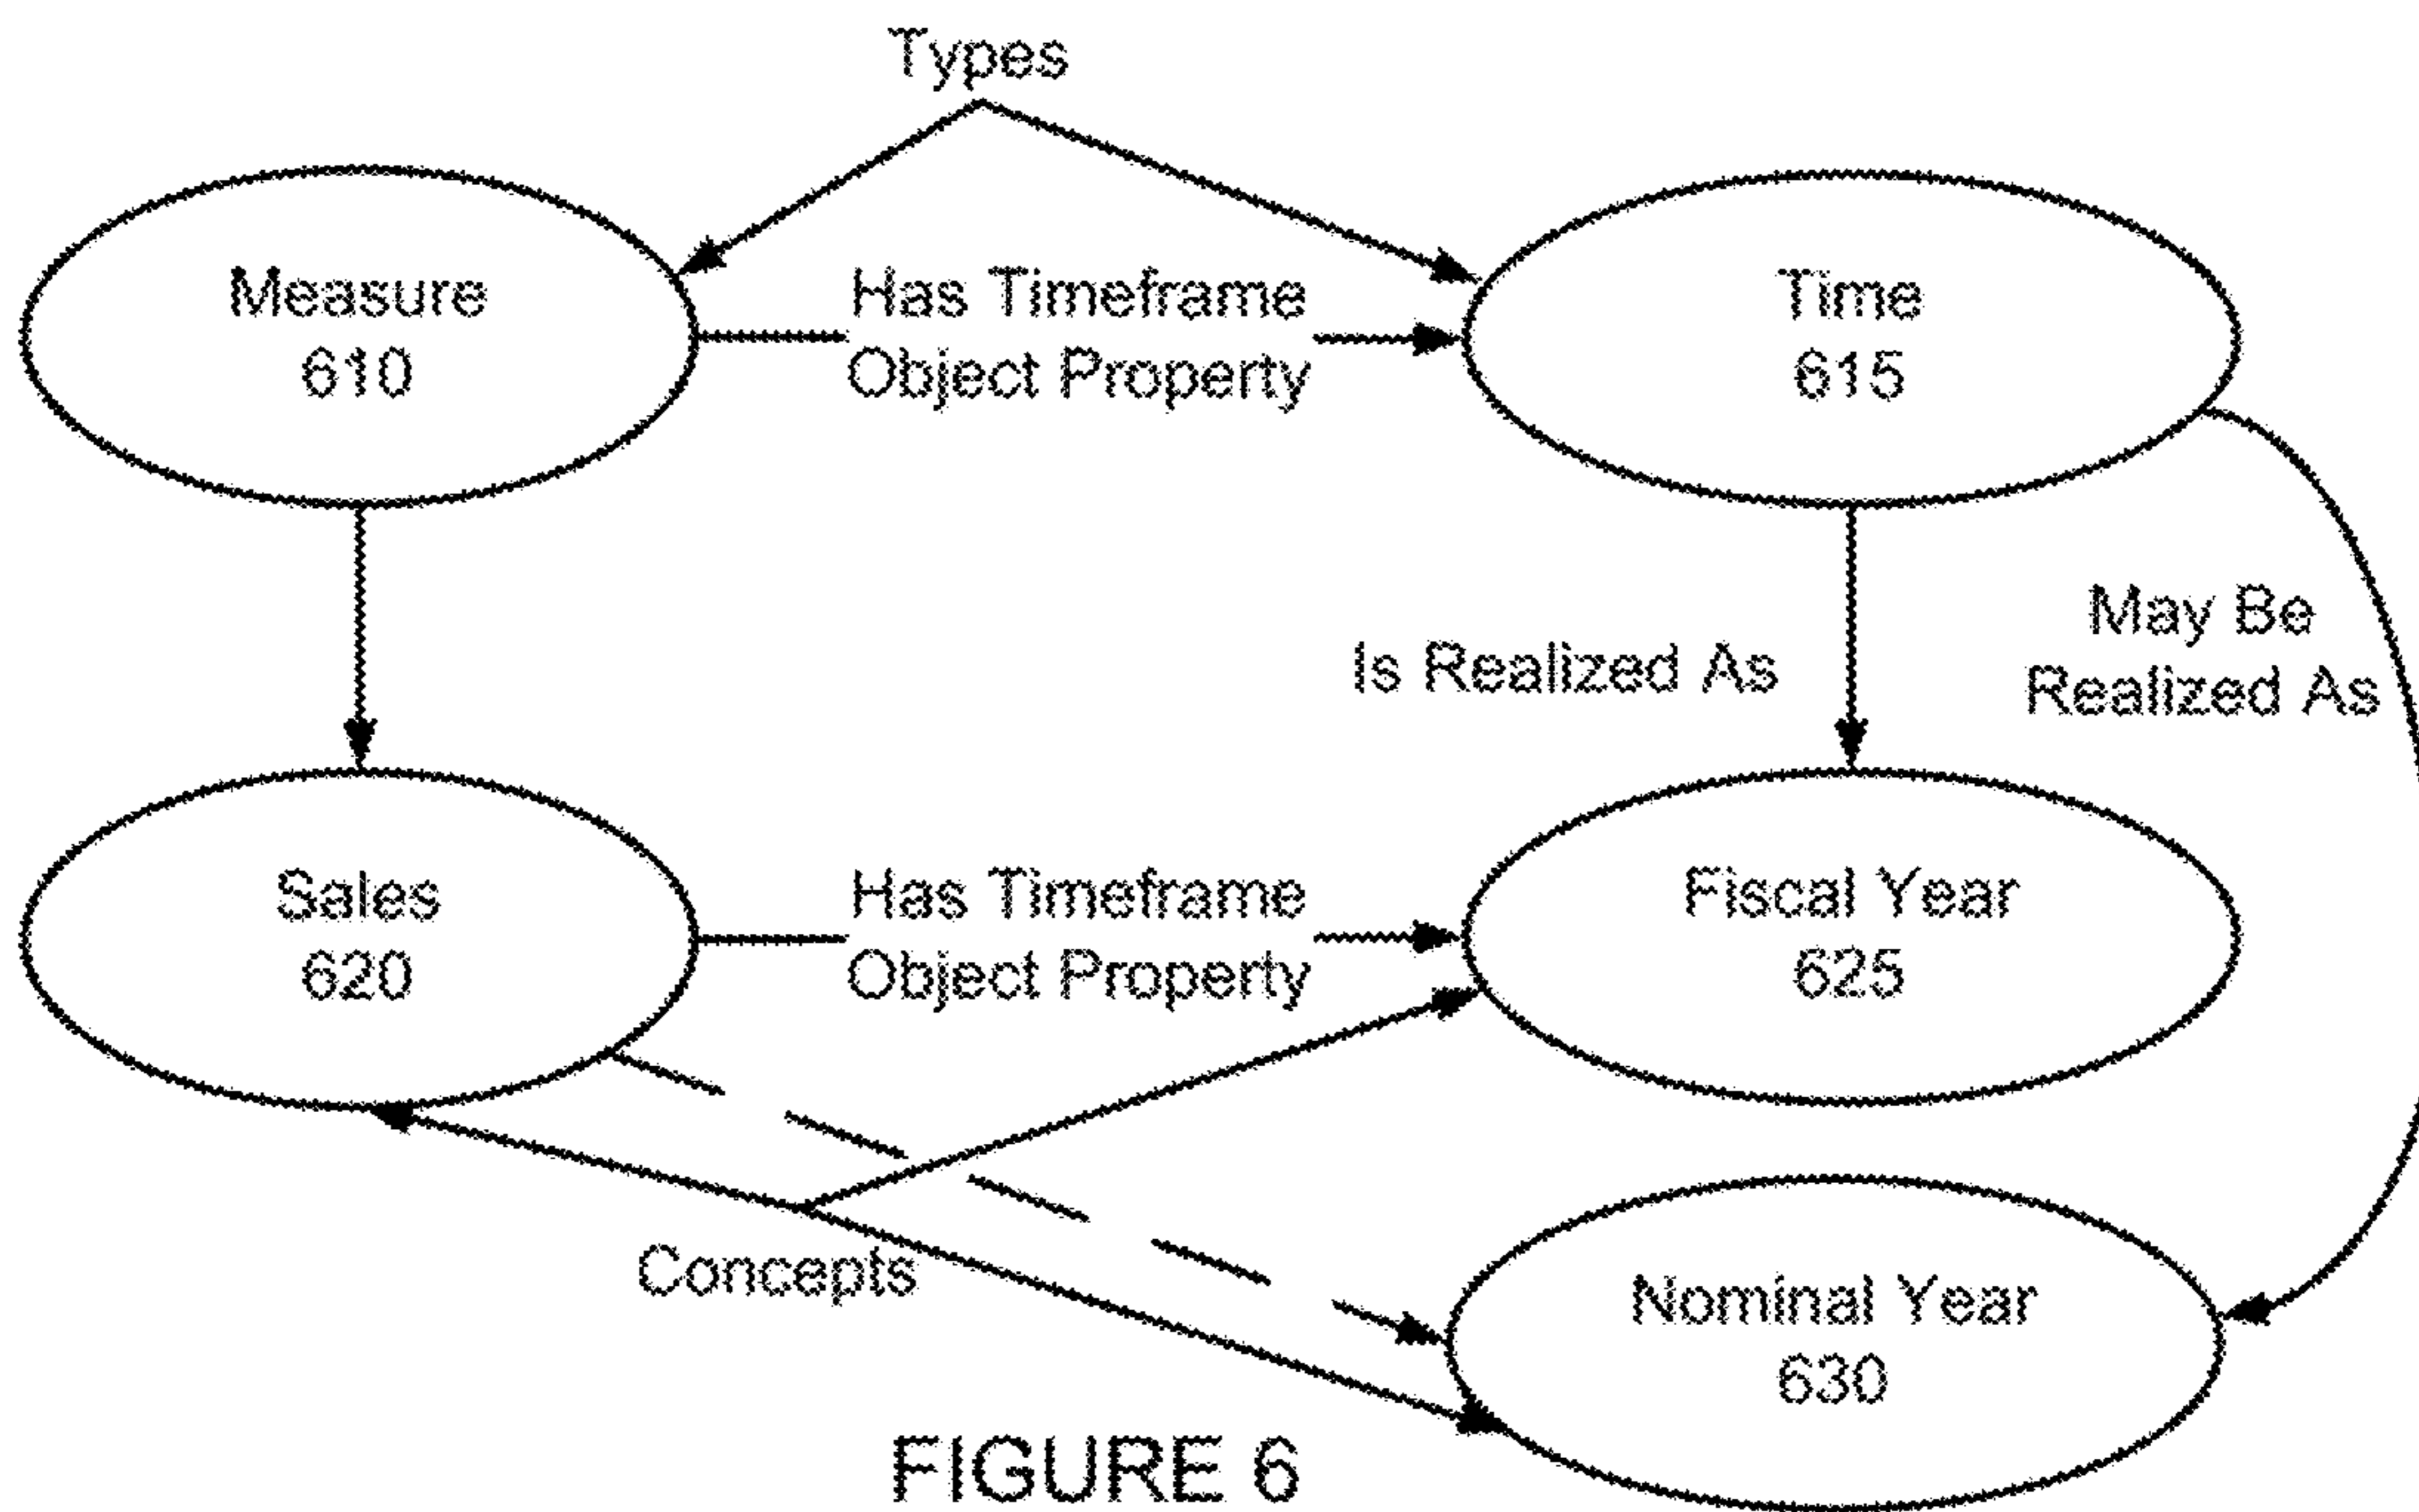 Types
Measure
610
Has Timeframe
Object Property
Time
615
Is Realized As
May Be
Realized As
Sales
620
Has Timeframe
Object Property
Fiscal Year
625
Concepts
Nominal Year
630
FIGURE 6